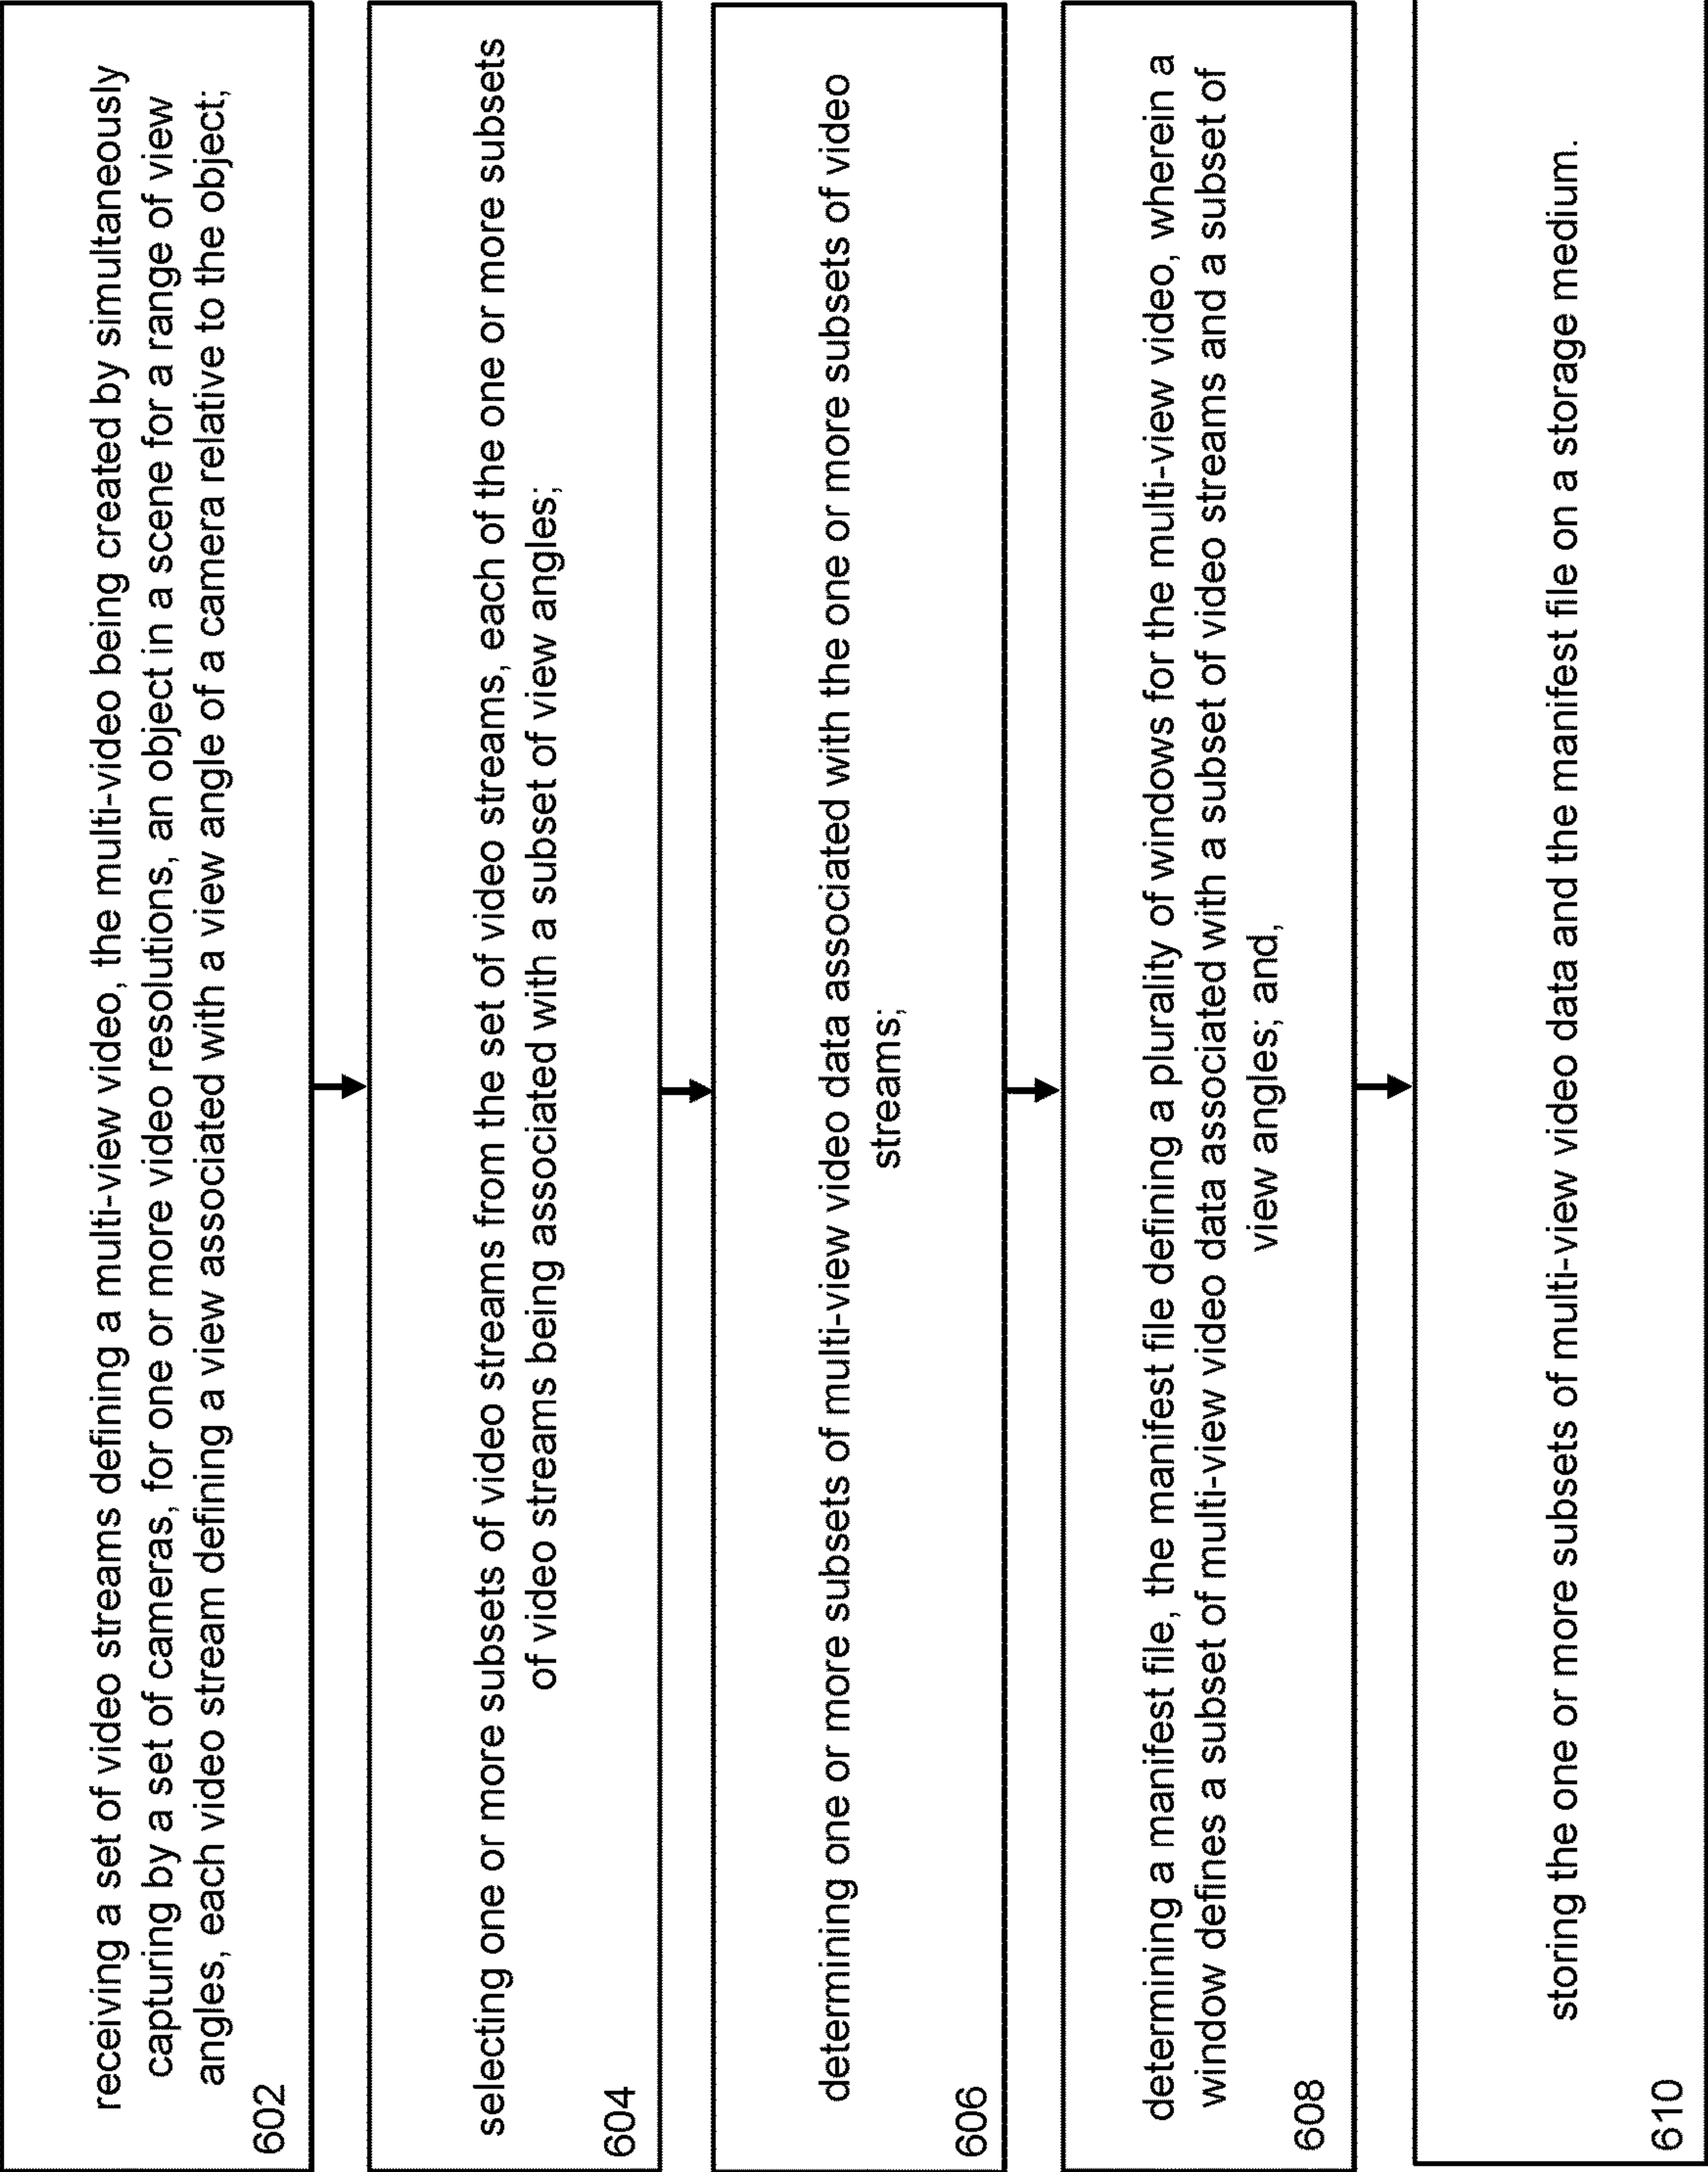 receiving a set of video streams defining a multi-view video, the multi-video being created by simultaneously
capturing by a set of cameras, for one or more video resolutions, an object in a scene for a range of view
angles, each video stream defining a view associated with a view angle of a camera relative to the object;
602
selecting one or more subsets of video streams from the set of video streams, each of the one or more subsets
of video streams being associated with a subset of view angles;
604
determining one or more subsets of multi-view video data associated with the one or more subsets of video
streams;
606
determining a manifest file, the manifest file defining a plurality of windows for the multi-view video, wherein a
window defines a subset of multi-view video data associated with a subset of video streams and a subset of
view angles; and,
608
storing the one or more subsets of multi-view video data and the manifest file on a storage medium.
610